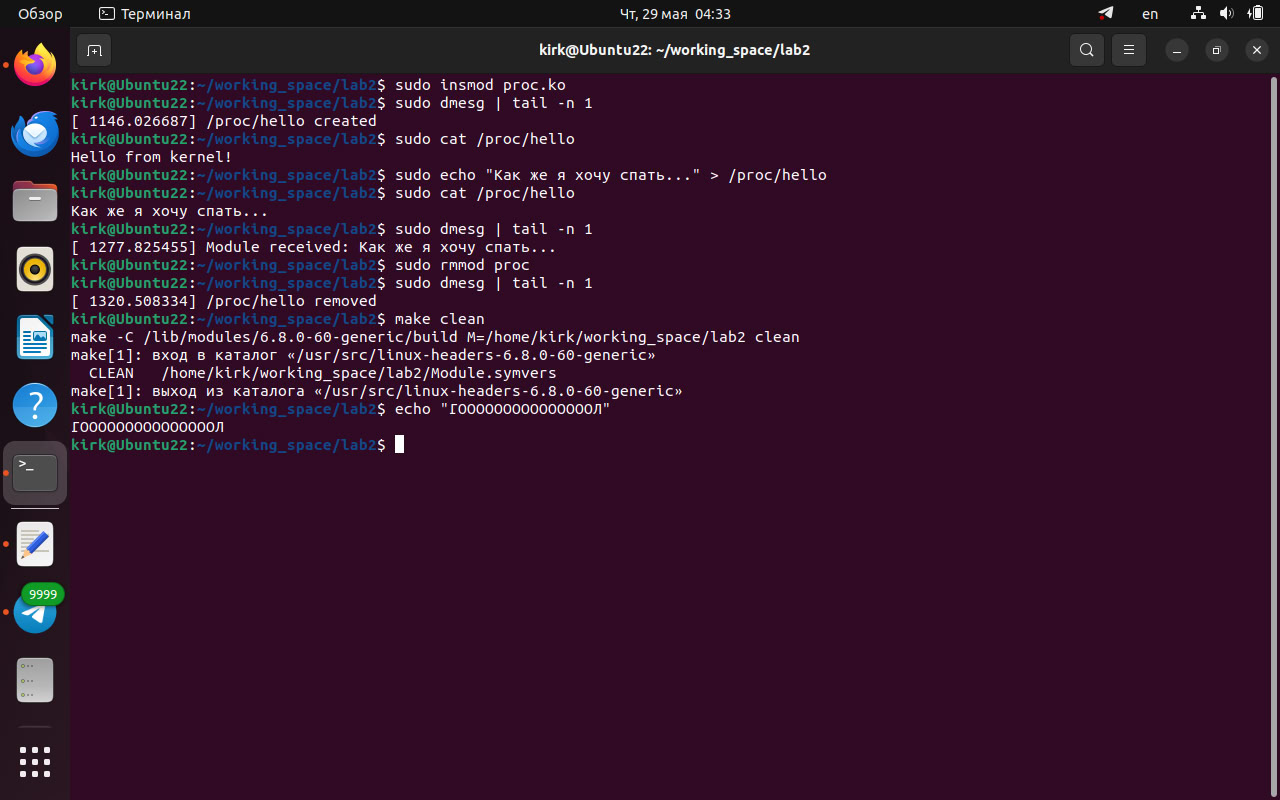 Обзор
Терминал
Чт, 29 мая 04:33
en
kirk@Ubuntu22: ~/working_space/lab2
kirk@Ubuntu22:~/working_space/lab2$ sudo insmod proc.ko
kirk@Ubuntu22:~/working_space/lab2$ sudo dmesg | tail -n 1
[ 1146.026687] /proc/hello created
kirk@Ubuntu22:~/working_space/lab2$ sudo cat /proc/hello
Hello from kernel!
kirk@Ubuntu22:~/working_space/lab2$ sudo echo "Как же я хочу спать..." > /proc/hello
kirk@Ubuntu22:~/working_space/lab2$ sudo cat /proc/hello
Как же я хочу спать...
kirk@Ubuntu22:~/working_space/lab2$ sudo dmesg | tail -n 1
[ 1277.825455] Module received: Как же я хочу спать...
kirk@Ubuntu22:~/working_space/lab2$ sudo rmmod proc
kirk@Ubuntu22:~/working_space/lab2$ sudo dmesg | tail -n 1
[ 1320.508334] /proc/hello removed
kirk@Ubuntu22:~/working_space/lab2$ make clean
make -C /lib/modules/6.8.0-60-generic/build M=/home/kirk/working_space/lab2 clean
make[1]: вход в каталог «/usr/src/linux-headers-6.8.0-60-generic»
  CLEAN   /home/kirk/working_space/lab2/Module.symvers
make[1]: выход из каталога «/usr/src/linux-headers-6.8.0-60-generic»
kirk@Ubuntu22:~/working_space/lab2$ echo "ГОООООООООООООООЛ"
ГОООООООООООООООЛ
kirk@Ubuntu22:~/working_space/lab2$
9999